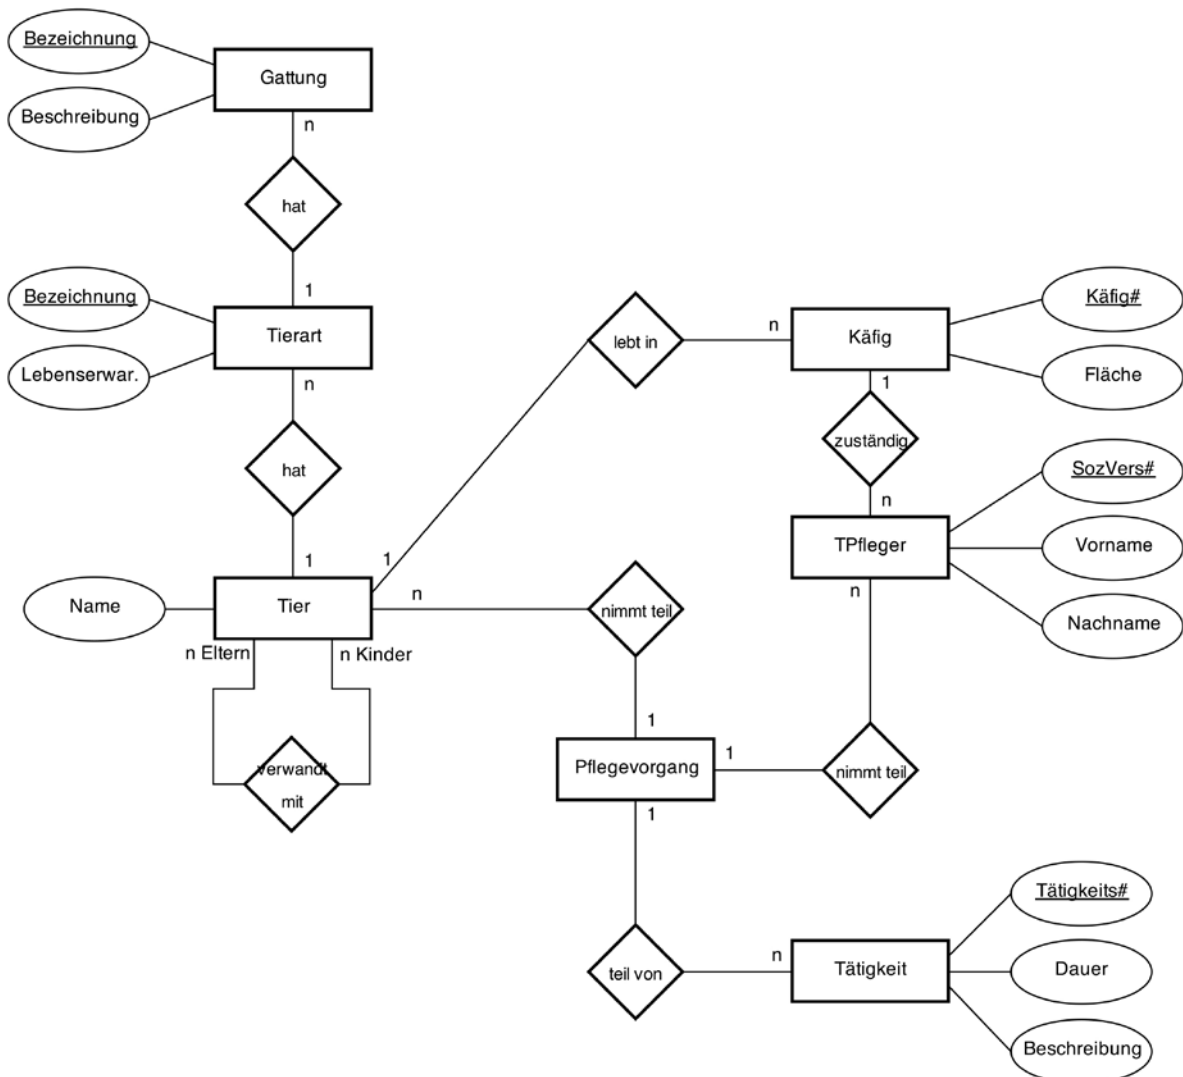 Bezeichnung
Gattung
Beschreibung
n
hat
1
Bezeichnung
Tierart
Lebenserwar.
n
hat
1
lebt in
n
Käfig
Käfig#
Fläche
1
zuständig
n
SozVers#
TPfleger
Vorname
Nachname
n
1
Name
Tier
n
nimmt teil
n Eltern
n Kinder
verwandt
mit
1
Pflegevorgang
1
nimmt teil
1
Tätigkeits#
teil von
n
Tätigkeit
Dauer
Beschreibung